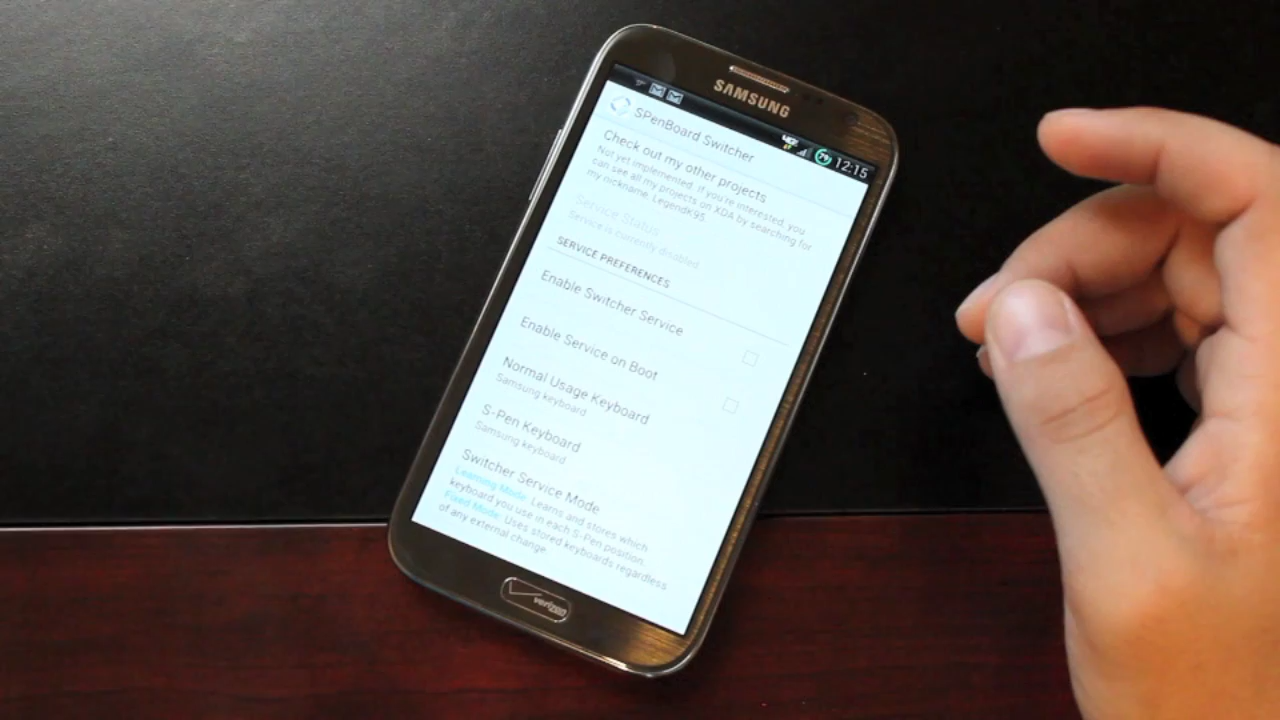 SAMSUNG
4G
79
12:15
SPenBoard Switcher
Check out my other projects
Not yet implemented. If you're interested, you
can see all my projects on XDA by searching for
my nickname, LegendK95.
Service Status
Service is currently disabled
SERVICE PREFERENCES
Enable Switcher Service
Enable Service on Boot
Normal Usage Keyboard
Samsung keyboard
S-Pen Keyboard
Samsung keyboard
Switcher Service Mode
Learning Mode: Learns and stores which
keyboard you use in each S-Pen position.
Fixed Mode: Uses stored keyboards regardless
of any external change.
verizon